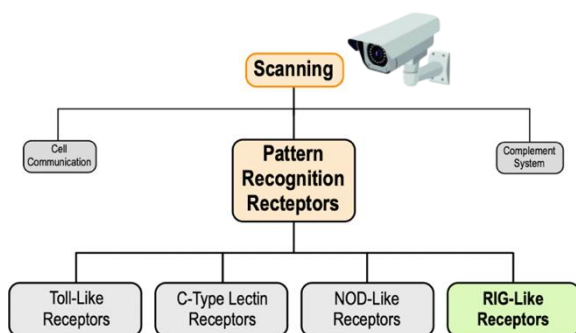 Scanning
Cell
Communication
Pattern
Recognition
Recteptors
Complement
System
Toll-Like
Receptors
C-Type Lectin
Receptors
NOD-Like
Receptors
RIG-Like
Receptors